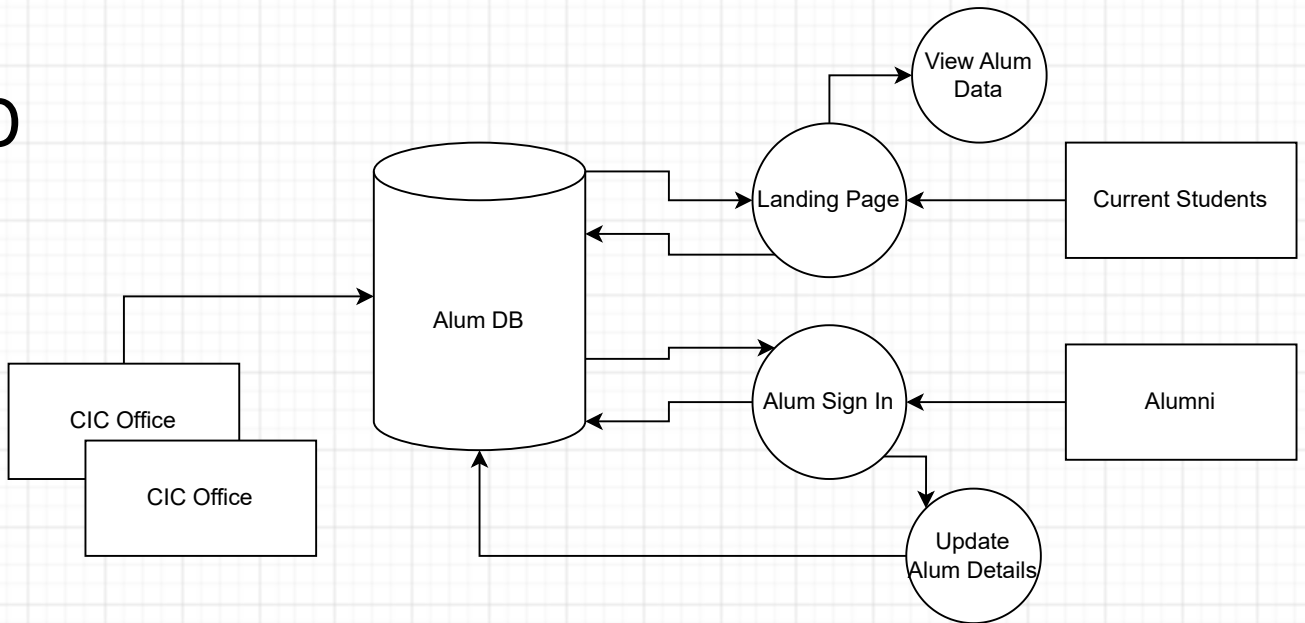 View Alum
Data
Landing Page
Current Students
Alum DB
Alum Sign In
Alumni
CIC Office
CIC Office
Update
Alum Details